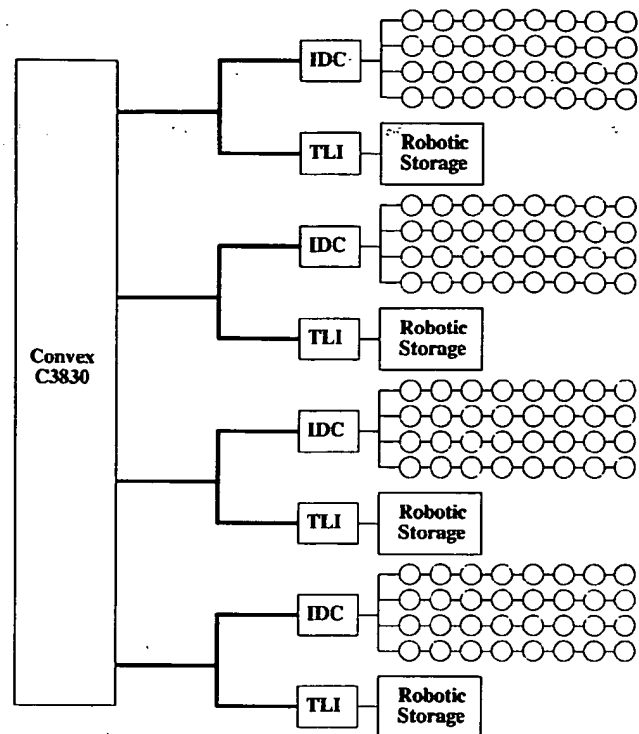 IDC
TLI
Robotic
Storage
IDC
TLI
Robotic
Storage
Convex
C3830
IDC
TLI
Robotic
Storage
IDC
TLI
Robotic
Storage